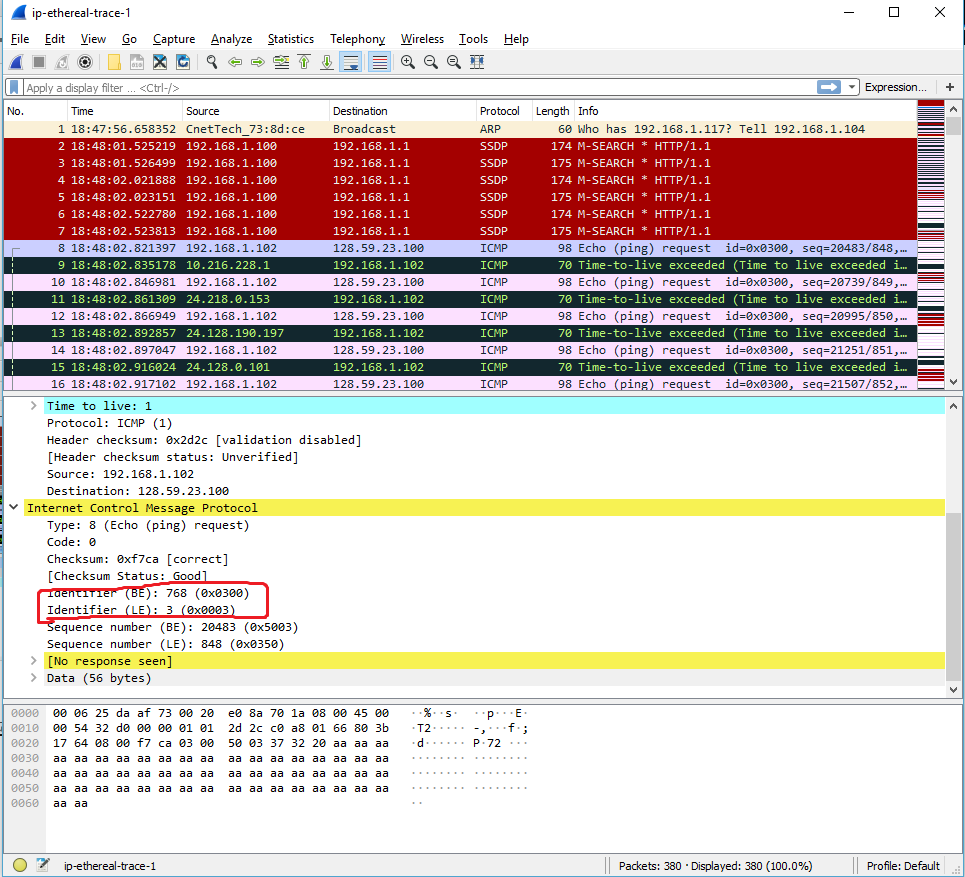 ip-ethereal-trace-1
File Edit View Go Capture Analyze Statistics Telephony Wireless Tools Help
Apply a display filter ... <Ctrl-/> Expression... +
No. Time Source Destination Protocol Length Info
1 18:47:56.658352 CnetTech_73:8d:ce Broadcast ARP 60 Who has 192.168.1.117? Tell 192.168.1.104
2 18:48:01.525219 192.168.1.100 192.168.1.1 SSDP 174 M-SEARCH * HTTP/1.1
3 18:48:01.526499 192.168.1.100 192.168.1.1 SSDP 175 M-SEARCH * HTTP/1.1
4 18:48:02.021888 192.168.1.100 192.168.1.1 SSDP 174 M-SEARCH * HTTP/1.1
5 18:48:02.023151 192.168.1.100 192.168.1.1 SSDP 175 M-SEARCH * HTTP/1.1
6 18:48:02.522780 192.168.1.100 192.168.1.1 SSDP 174 M-SEARCH * HTTP/1.1
7 18:48:02.523813 192.168.1.100 192.168.1.1 SSDP 175 M-SEARCH * HTTP/1.1
8 18:48:02.821397 192.168.1.102 128.59.23.100 ICMP 98 Echo (ping) request id=0x0300, seq=20483/848,…
9 18:48:02.835178 10.216.228.1 192.168.1.102 ICMP 70 Time-to-live exceeded (Time to live exceeded i…
10 18:48:02.846981 192.168.1.102 128.59.23.100 ICMP 98 Echo (ping) request id=0x0300, seq=20739/849,…
11 18:48:02.861309 24.218.0.153 192.168.1.102 ICMP 70 Time-to-live exceeded (Time to live exceeded i…
12 18:48:02.866949 192.168.1.102 128.59.23.100 ICMP 98 Echo (ping) request id=0x0300, seq=20995/850,…
13 18:48:02.892857 24.128.190.197 192.168.1.102 ICMP 70 Time-to-live exceeded (Time to live exceeded i…
14 18:48:02.897047 192.168.1.102 128.59.23.100 ICMP 98 Echo (ping) request id=0x0300, seq=21251/851,…
15 18:48:02.916024 24.128.0.101 192.168.1.102 ICMP 70 Time-to-live exceeded (Time to live exceeded i…
16 18:48:02.917102 192.168.1.102 128.59.23.100 ICMP 98 Echo (ping) request id=0x0300, seq=21507/852,…
Time to live: 1
Protocol: ICMP (1)
Header checksum: 0x2d2c [validation disabled]
[Header checksum status: Unverified]
Source: 192.168.1.102
Destination: 128.59.23.100
Internet Control Message Protocol
Type: 8 (Echo (ping) request)
Code: 0
Checksum: 0xf7ca [correct]
[Checksum Status: Good]
Identifier (BE): 768 (0x0300)
Identifier (LE): 3 (0x0003)
Sequence number (BE): 20483 (0x5003)
Sequence number (LE): 848 (0x0350)
[No response seen]
Data (56 bytes)
0000 00 06 25 da af 73 00 20 e0 8a 70 1a 08 00 45 00 ··%··s· ··p···E·
0010 00 54 32 d0 00 00 01 01 2d 2c c0 a8 01 66 80 3b ·T2····· -,···f·;
0020 17 64 08 00 f7 ca 03 00 50 03 37 32 20 aa aa aa ·d······ P·72 ···
0030 aa aa aa aa aa aa aa aa aa aa aa aa aa aa aa aa ········ ········
0040 aa aa aa aa aa aa aa aa aa aa aa aa aa aa aa aa ········ ········
0050 aa aa aa aa aa aa aa aa aa aa aa aa aa aa aa aa ········ ········
0060 aa aa ··
ip-ethereal-trace-1 Packets: 380 · Displayed: 380 (100.0%) Profile: Default